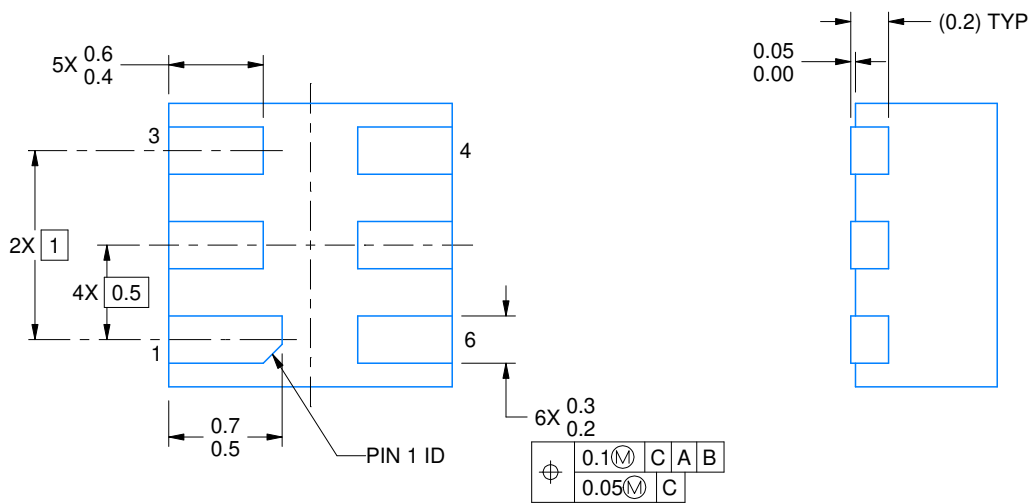 (0.2) TYP
0.05
0.00
5X 0.6
0.4
3
4
2X 1
4X 0.5
1
6
0.7
0.5
PIN 1 ID
6X 0.3
0.2
⌖ 0.1Ⓜ C A B
0.05Ⓜ C